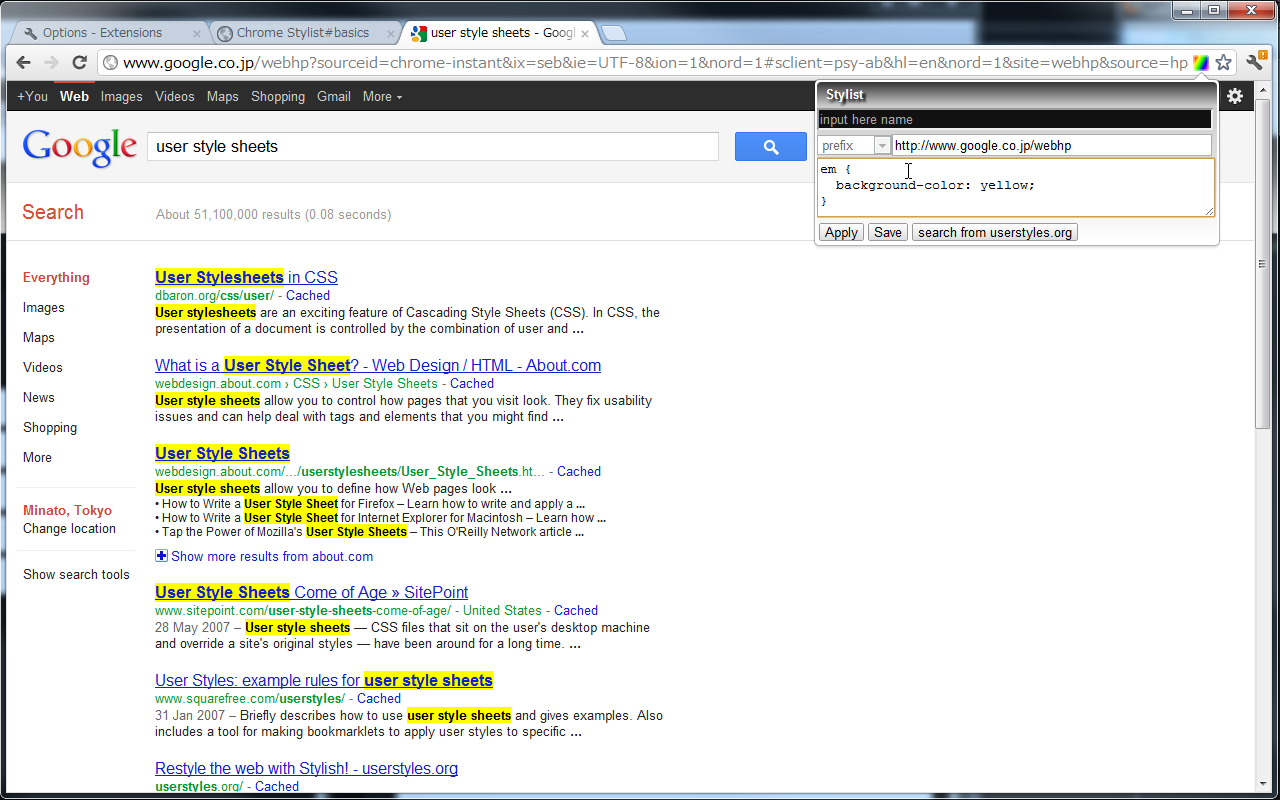 Options - Extensions
Chrome Stylist#basics
user style sheets - Googl
www.google.co.jp/webhp?sourceid=chrome-instant&ix=seb&ie=UTF-8&ion=1&nord=1#sclient=psy-ab&hl=en&nord=1&site=webhp&source=hp
+You Web Images Videos Maps Shopping Gmail More
Stylist
input here name
prefix http://www.google.co.jp/webhp
em {
background-color: yellow;
}
Apply Save search from userstyles.org
Google user style sheets
Search About 51,100,000 results (0.08 seconds)
Everything
Images
Maps
Videos
News
Shopping
More
Minato, Tokyo
Change location
Show search tools
User Stylesheets in CSS
dbaron.org/css/user/ - Cached
User stylesheets are an exciting feature of Cascading Style Sheets (CSS). In CSS, the
presentation of a document is controlled by the combination of user and ...
What is a User Style Sheet? - Web Design / HTML - About.com
webdesign.about.com › CSS › User Style Sheets - Cached
User style sheets allow you to control how pages that you visit look. They fix usability
issues and can help deal with tags and elements that you might find ...
User Style Sheets
webdesign.about.com/.../userstylesheets/User_Style_Sheets.ht... - Cached
User style sheets allow you to define how Web pages look ...
• How to Write a User Style Sheet for Firefox – Learn how to write and apply a ...
• How to Write a User Style Sheet for Internet Explorer for Macintosh – Learn how ...
• Tap the Power of Mozilla's User Style Sheets – This O'Reilly Network article ...
Show more results from about.com
User Style Sheets Come of Age » SitePoint
www.sitepoint.com/user-style-sheets-come-of-age/ - United States - Cached
28 May 2007 – User style sheets — CSS files that sit on the user's desktop machine
and override a site's original styles — have been around for a long time. ...
User Styles: example rules for user style sheets
www.squarefree.com/userstyles/ - Cached
31 Jan 2007 – Briefly describes how to use user style sheets and gives examples. Also
includes a tool for making bookmarklets to apply user styles to specific ...
Restyle the web with Stylish! - userstyles.org
userstyles.org/ - Cached